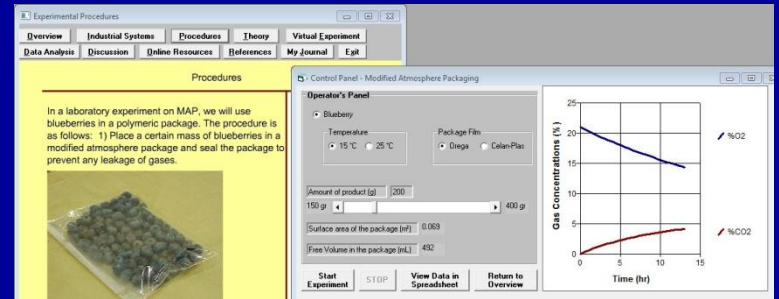 Experimental Procedures
Overview Industrial Systems Procedures Theory Virtual Experiment
Data Analysis Discussion Online Resources References My Journal Exit
Procedures
In a laboratory experiment on MAP, we will use
blueberries in a polymeric package. The procedure is
as follows: 1) Place a certain mass of blueberries in a
modified atmosphere package and seal the package to
prevent any leakage of gases.
Control Panel - Modified Atmosphere Packaging
Operator's Panel
Blueberry
Temperature
15 °C 25 °C
Package Film
Orega Celan-Plas
Amount of product (g) 200
150 gr 400 gr
Surface area of the package (m²) 0.069
Free Volume in the package (mL) 492
Start Experiment
STOP
View Data in Spreadsheet
Return to Overview
Gas Concentrations (%)
25
20
15
10
5
0
0 5 10 15
Time (hr)
%O2
%CO2